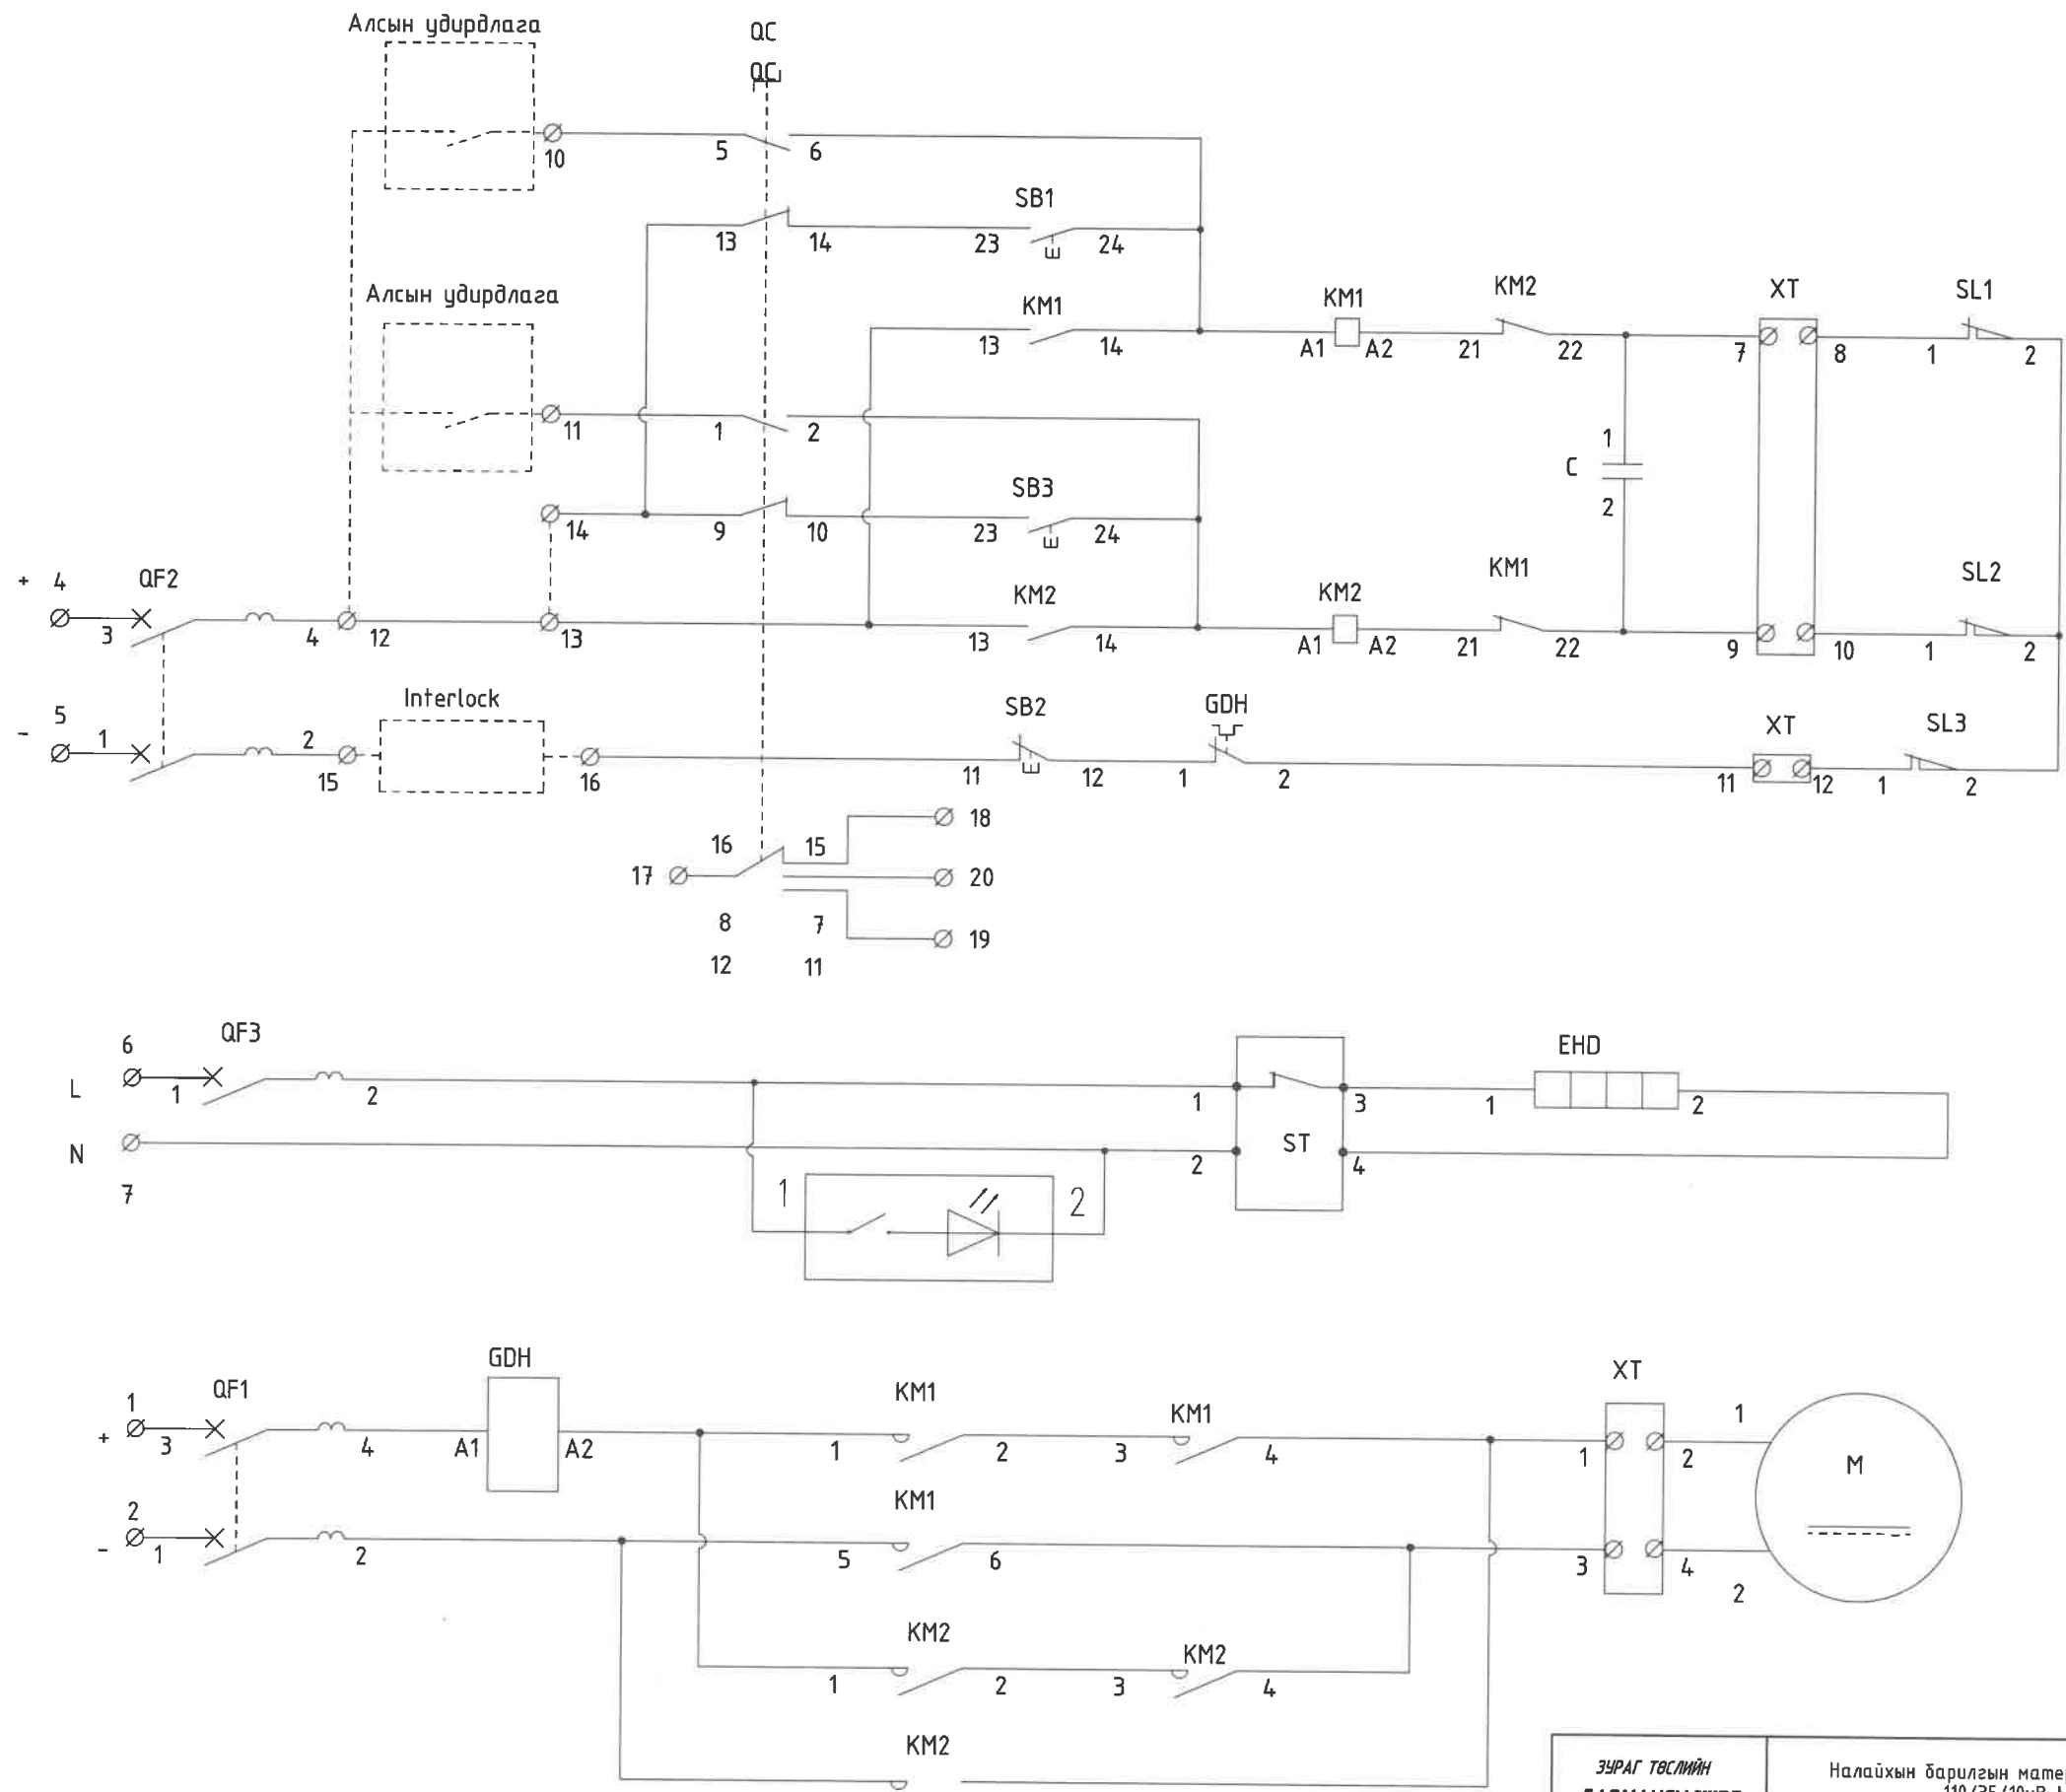 Алсын удирдлага
QC
QC
10
5
6
SB1
13
14
23
24
Алсын удирдлага
KM1
13
14
KM1
A1
A2
KM2
21
22
XT
7
8
SL1
1
2
11
1
2
1
C
2
SB3
14
9
10
23
24
+
4
QF2
3
4
12
13
KM2
13
14
KM2
A1
A2
KM1
21
22
9
10
SL2
1
2
-
5
1
2
15
Interlock
16
SB2
11
12
GDH
1
2
XT
11
12
SL3
1
2
18
16
15
17
20
8
7
19
12
11
6
QF3
L
1
2
1
3
EHD
1
2
N
7
2
ST
4
1
2
GDH
XT
1
QF1
KM1
KM1
1
+
3
4
A1
A2
1
2
3
4
1
2
M
2
KM1
-
1
2
5
6
3
4
2
KM2
KM2
1
2
3
4
KM2
ЗУРАГ ТӨСЛИЙН
Налайхын барилгын мате